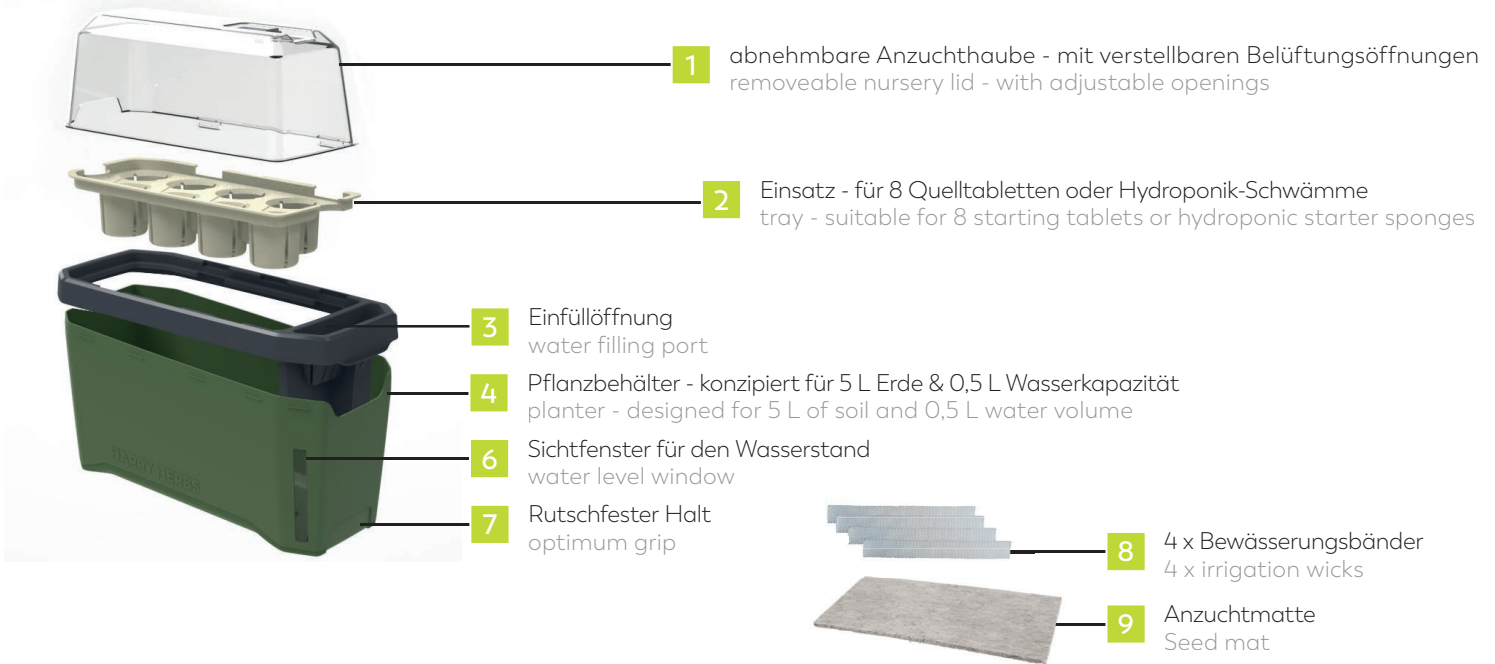 1
abnehmbare Anzuchthaube - mit verstellbaren Belüftungsöffnungen
removeable nursery lid - with adjustable openings
2
Einsatz - für 8 Quelltabletten oder Hydroponik-Schwämme
tray - suitable for 8 starting tablets or hydroponic starter sponges
3
Einfüllöffnung
water filling port
4
Pflanzbehälter - konzipiert für 5 L Erde & 0,5 L Wasserkapazität
planter - designed for 5 L of soil and 0,5 L water volume
6
Sichtfenster für den Wasserstand
water level window
HAPPY HERBS
7
Rutschfester Halt
optimum grip
8
4 x Bewässerungsbänder
4 x irrigation wicks
9
Anzuchtmatte
Seed mat